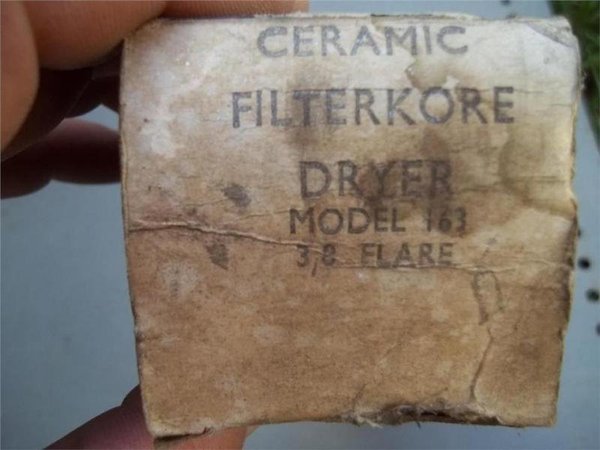 CERAMIC
FILTERKORE
DRYER
MODEL 163
3/8 FLARE